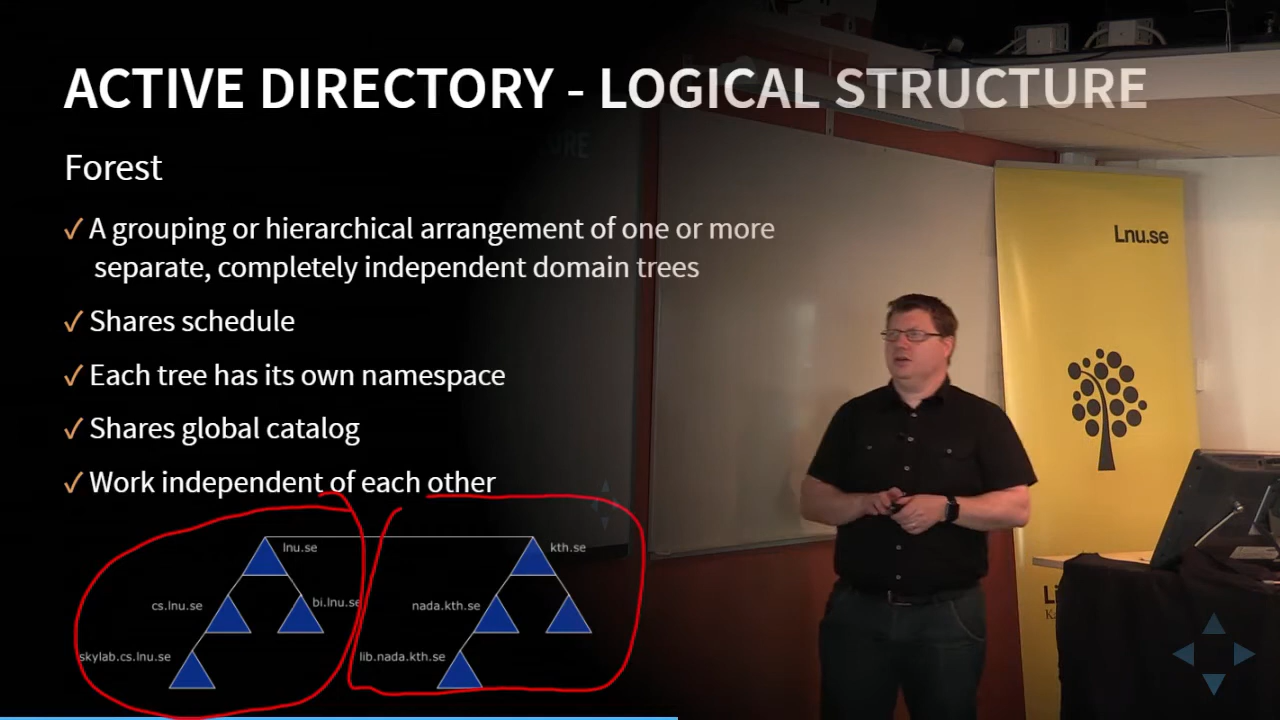 ACTIVE DIRECTORY - LOGICAL STRUCTURE
Forest
✓ A grouping or hierarchical arrangement of one or more
separate, completely independent domain trees
✓ Shares schedule
✓ Each tree has its own namespace
✓ Shares global catalog
✓ Work independent of each other
lnu.se
kth.se
cs.lnu.se
bi.lnu.se
nada.kth.se
skylab.cs.lnu.se
lib.nada.kth.se
Lnu.se